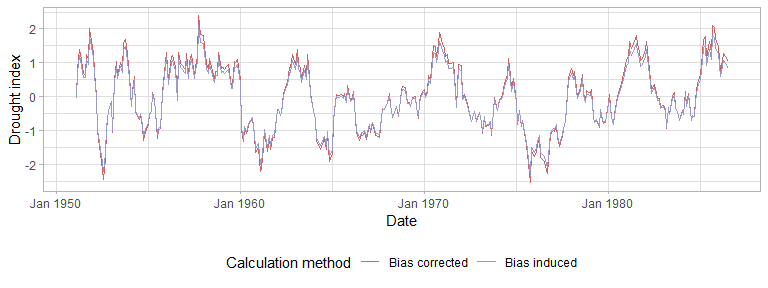 Drought index
2
1
0
-1
-2
Jan 1950 Jan 1960 Jan 1970 Jan 1980
Date
Calculation method Bias corrected Bias induced